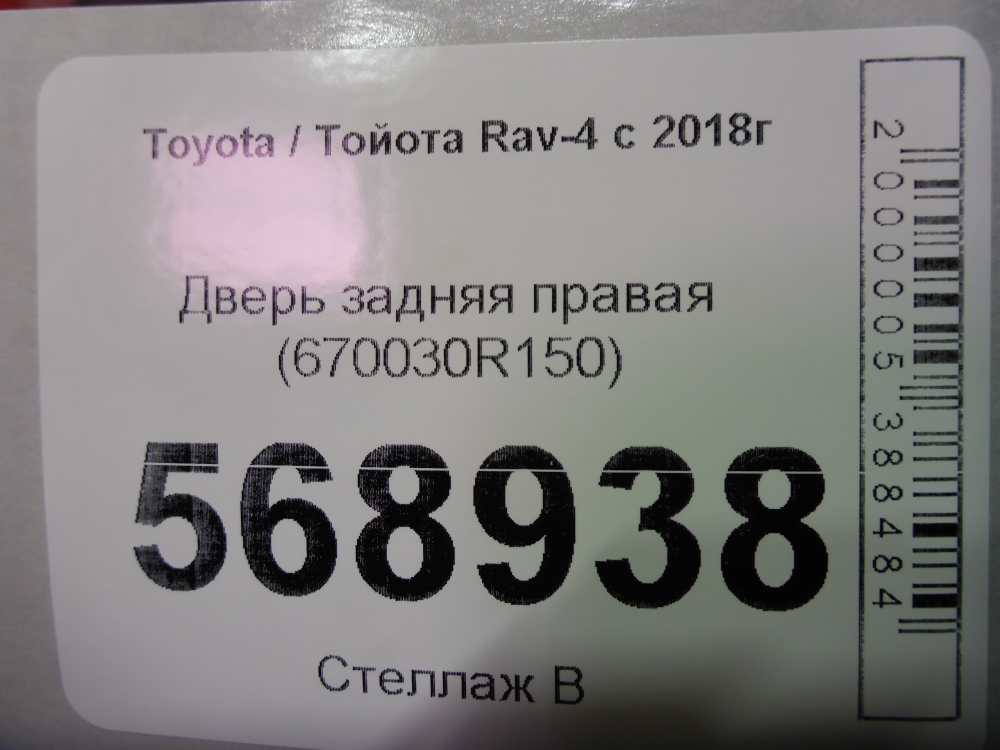 Toyota / Тойота Rav-4 с 2018г
Дверь задняя правая
(670030R150)
568938
Стеллаж В
2000005388484